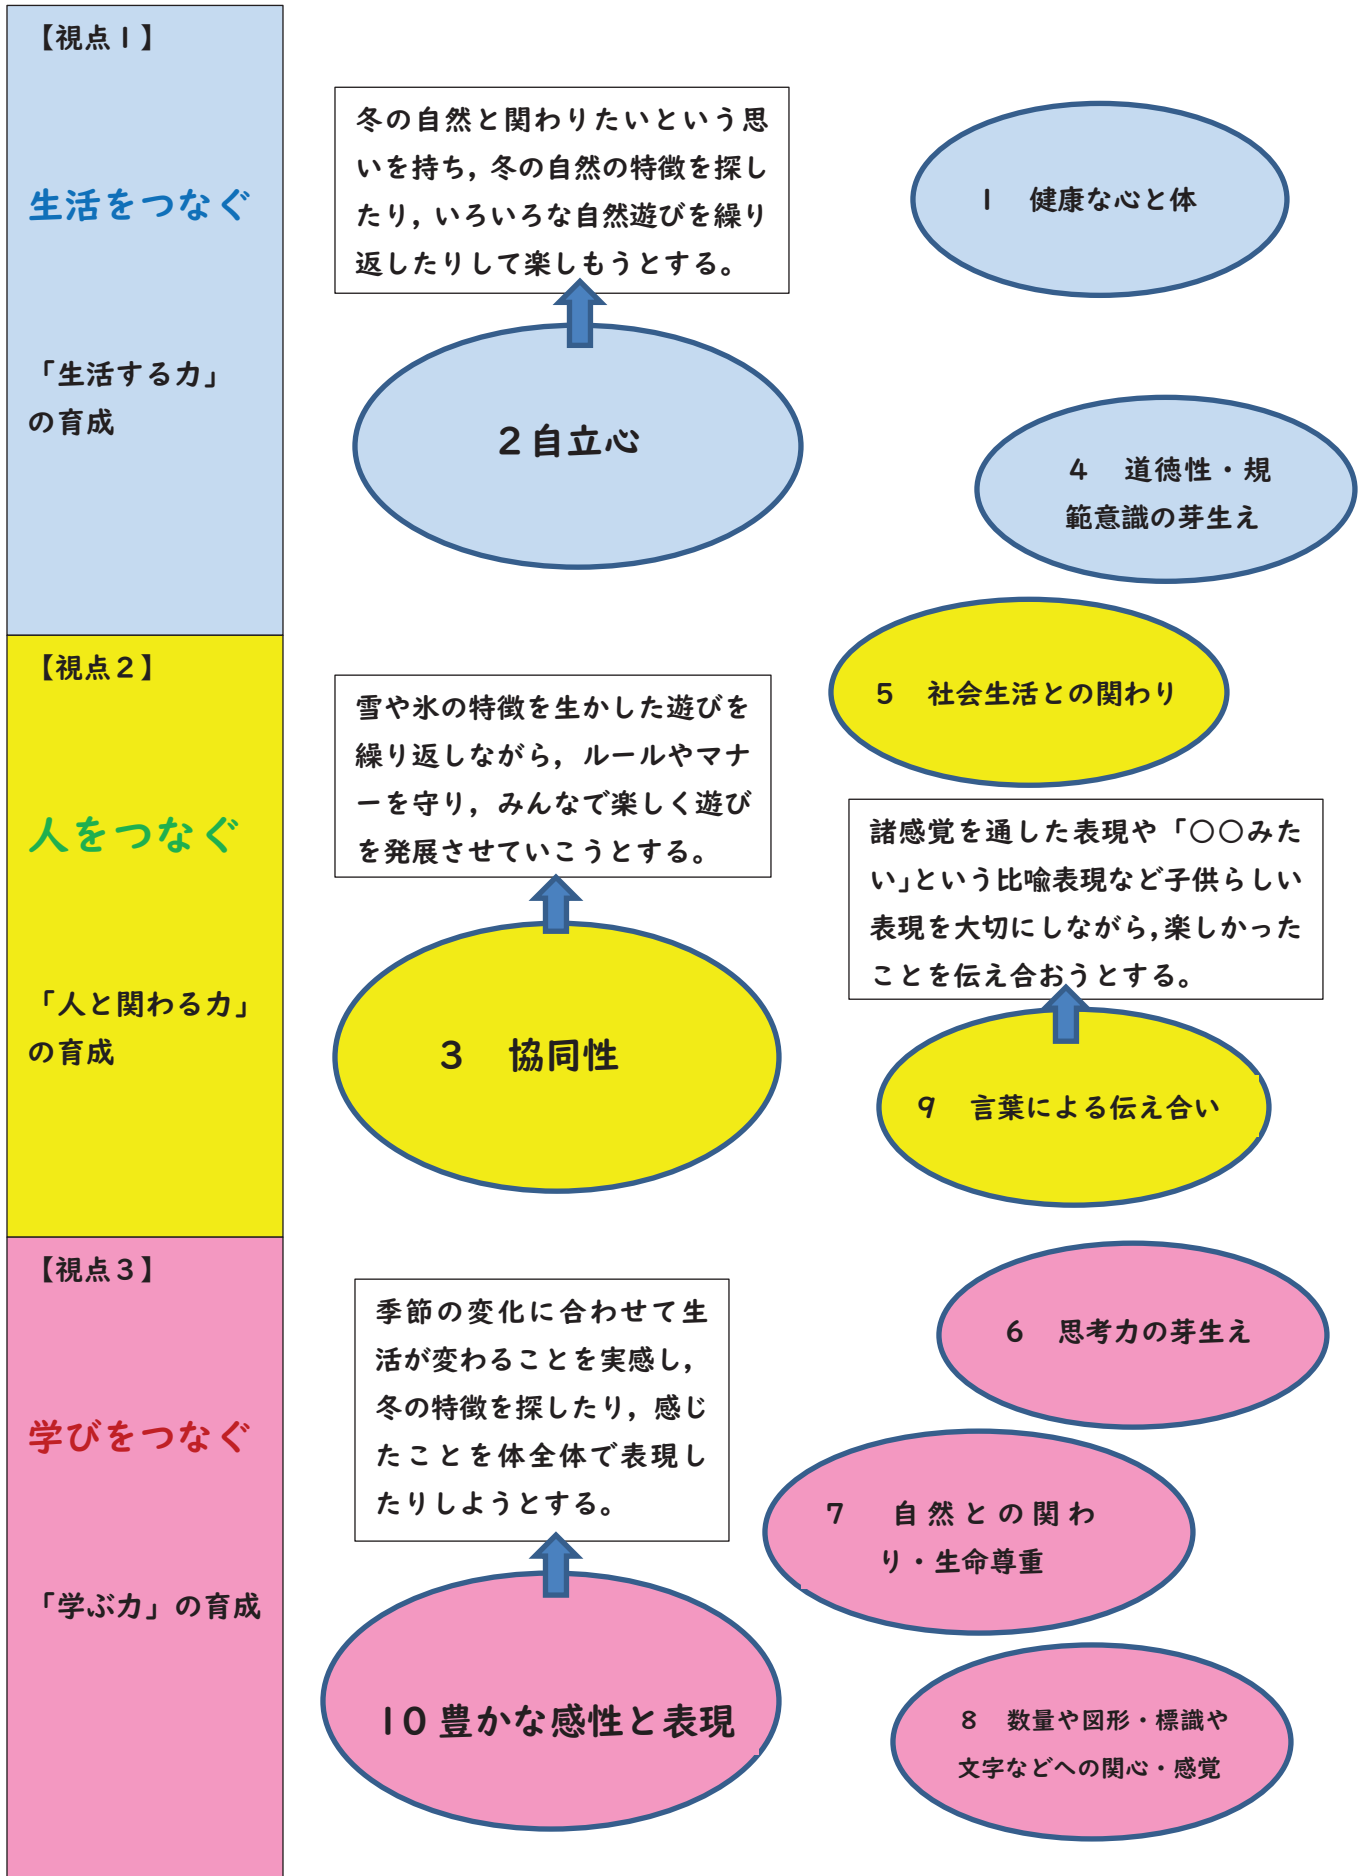 【視点1】
生活をつなぐ
「生活する力」
の育成
冬の自然と関わりたいという思
いを持ち，冬の自然の特徴を探し
たり，いろいろな自然遊びを繰り
返したりして楽しもうとする。
1　健康な心と体
2自立心
4　道徳性・規
範意識の芽生え
【視点2】
人をつなぐ
「人と関わる力」
の育成
5　社会生活との関わり
雪や氷の特徴を生かした遊びを
繰り返しながら，ルールやマナ
ーを守り，みんなで楽しく遊び
を発展させていこうとする。
諸感覚を通した表現や「○○みた
い」という比喩表現など子供らしい
表現を大切にしながら，楽しかった
ことを伝え合おうとする。
3　協同性
9　言葉による伝え合い
【視点3】
学びをつなぐ
「学ぶ力」の育成
季節の変化に合わせて生
活が変わることを実感し，
冬の特徴を探したり，感じ
たことを体全体で表現し
たりしようとする。
6　思考力の芽生え
7　自然との関わ
り・生命尊重
10豊かな感性と表現
8　数量や図形・標識や
文字などへの関心・感覚